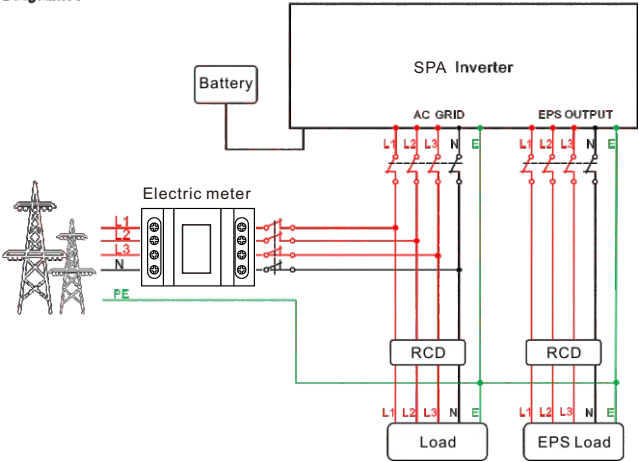 SPA Inverter
Battery
AC GRID EPS OUTPUT
L1 L2 L3 N E L1 L2 L3 N E
Electric meter
L1
L2
L3
N
PE
RCD RCD
L1 L2 L3 N E L1 L2 L3 N E
Load EPS Load